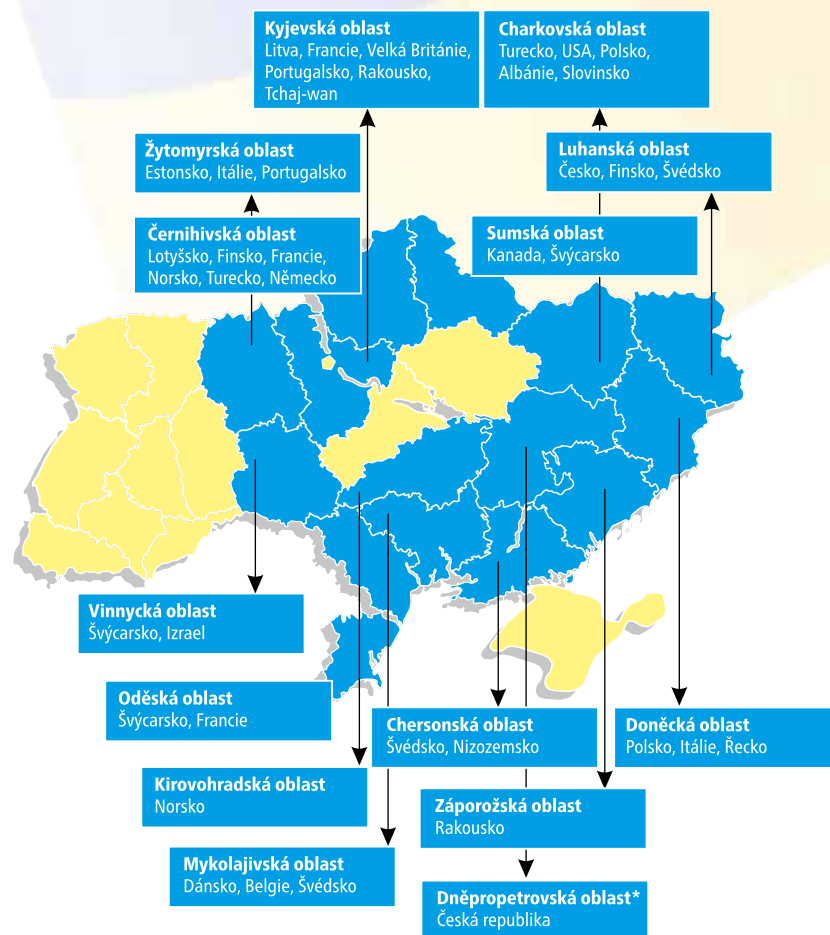 Kyjevská oblast
Litva, Francie, Velká Británie,
Portugalsko, Rakousko,
Tchaj-wan
Charkovská oblast
Turecko, USA, Polsko,
Albánie, Slovinsko
Žytomyrská oblast
Estonsko, Itálie, Portugalsko
Luhanská oblast
Česko, Finsko, Švédsko
Černihivská oblast
Lotyšsko, Finsko, Francie,
Norsko, Turecko, Německo
Sumská oblast
Kanada, Švýcarsko
Vinnycká oblast
Švýcarsko, Izrael
Oděská oblast
Švýcarsko, Francie
Chersonská oblast
Švédsko, Nizozemsko
Doněcká oblast
Polsko, Itálie, Řecko
Kirovohradská oblast
Norsko
Záporožská oblast
Rakousko
Mykolajivská oblast
Dánsko, Belgie, Švédsko
Dněpropetrovská oblast*
Česká republika